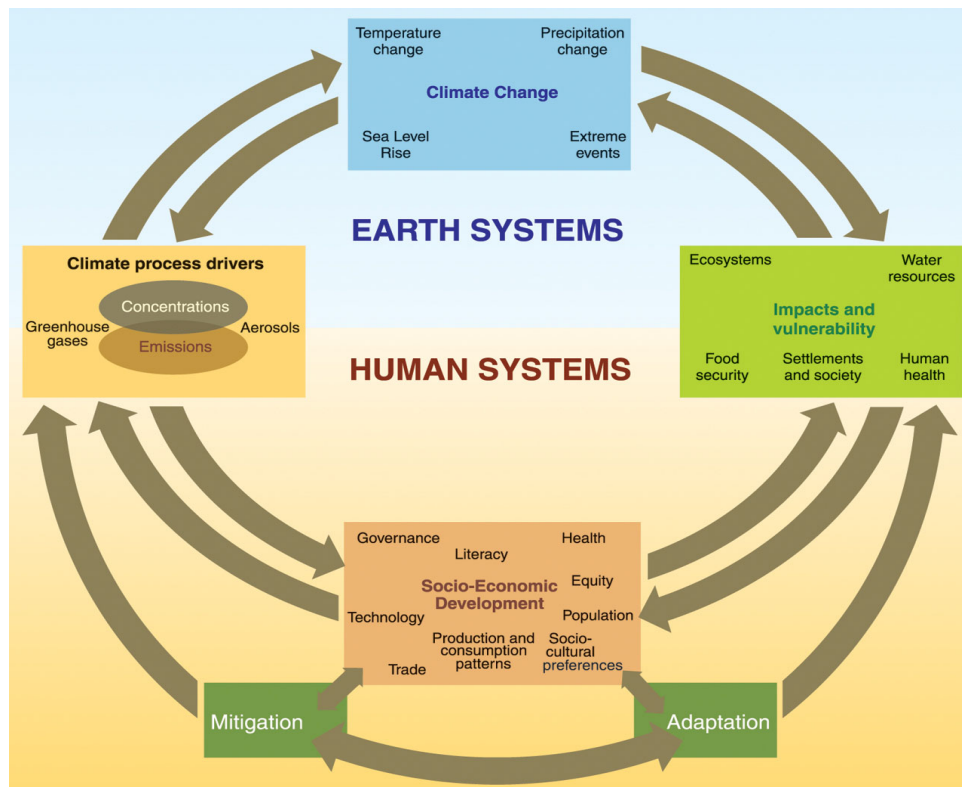 Temperature
change
Precipitation
change
Climate Change
Sea Level
Rise
Extreme
events
EARTH SYSTEMS
Climate process drivers
Concentrations
Greenhouse
gases
Aerosols
Emissions
Ecosystems
Water
resources
Impacts and
vulnerability
Food
security
Settlements
and society
Human
health
HUMAN SYSTEMS
Governance
Literacy
Health
Socio-Economic
Development
Equity
Technology
Population
Production and
consumption
patterns
Socio-
cultural
preferences
Trade
Mitigation
Adaptation